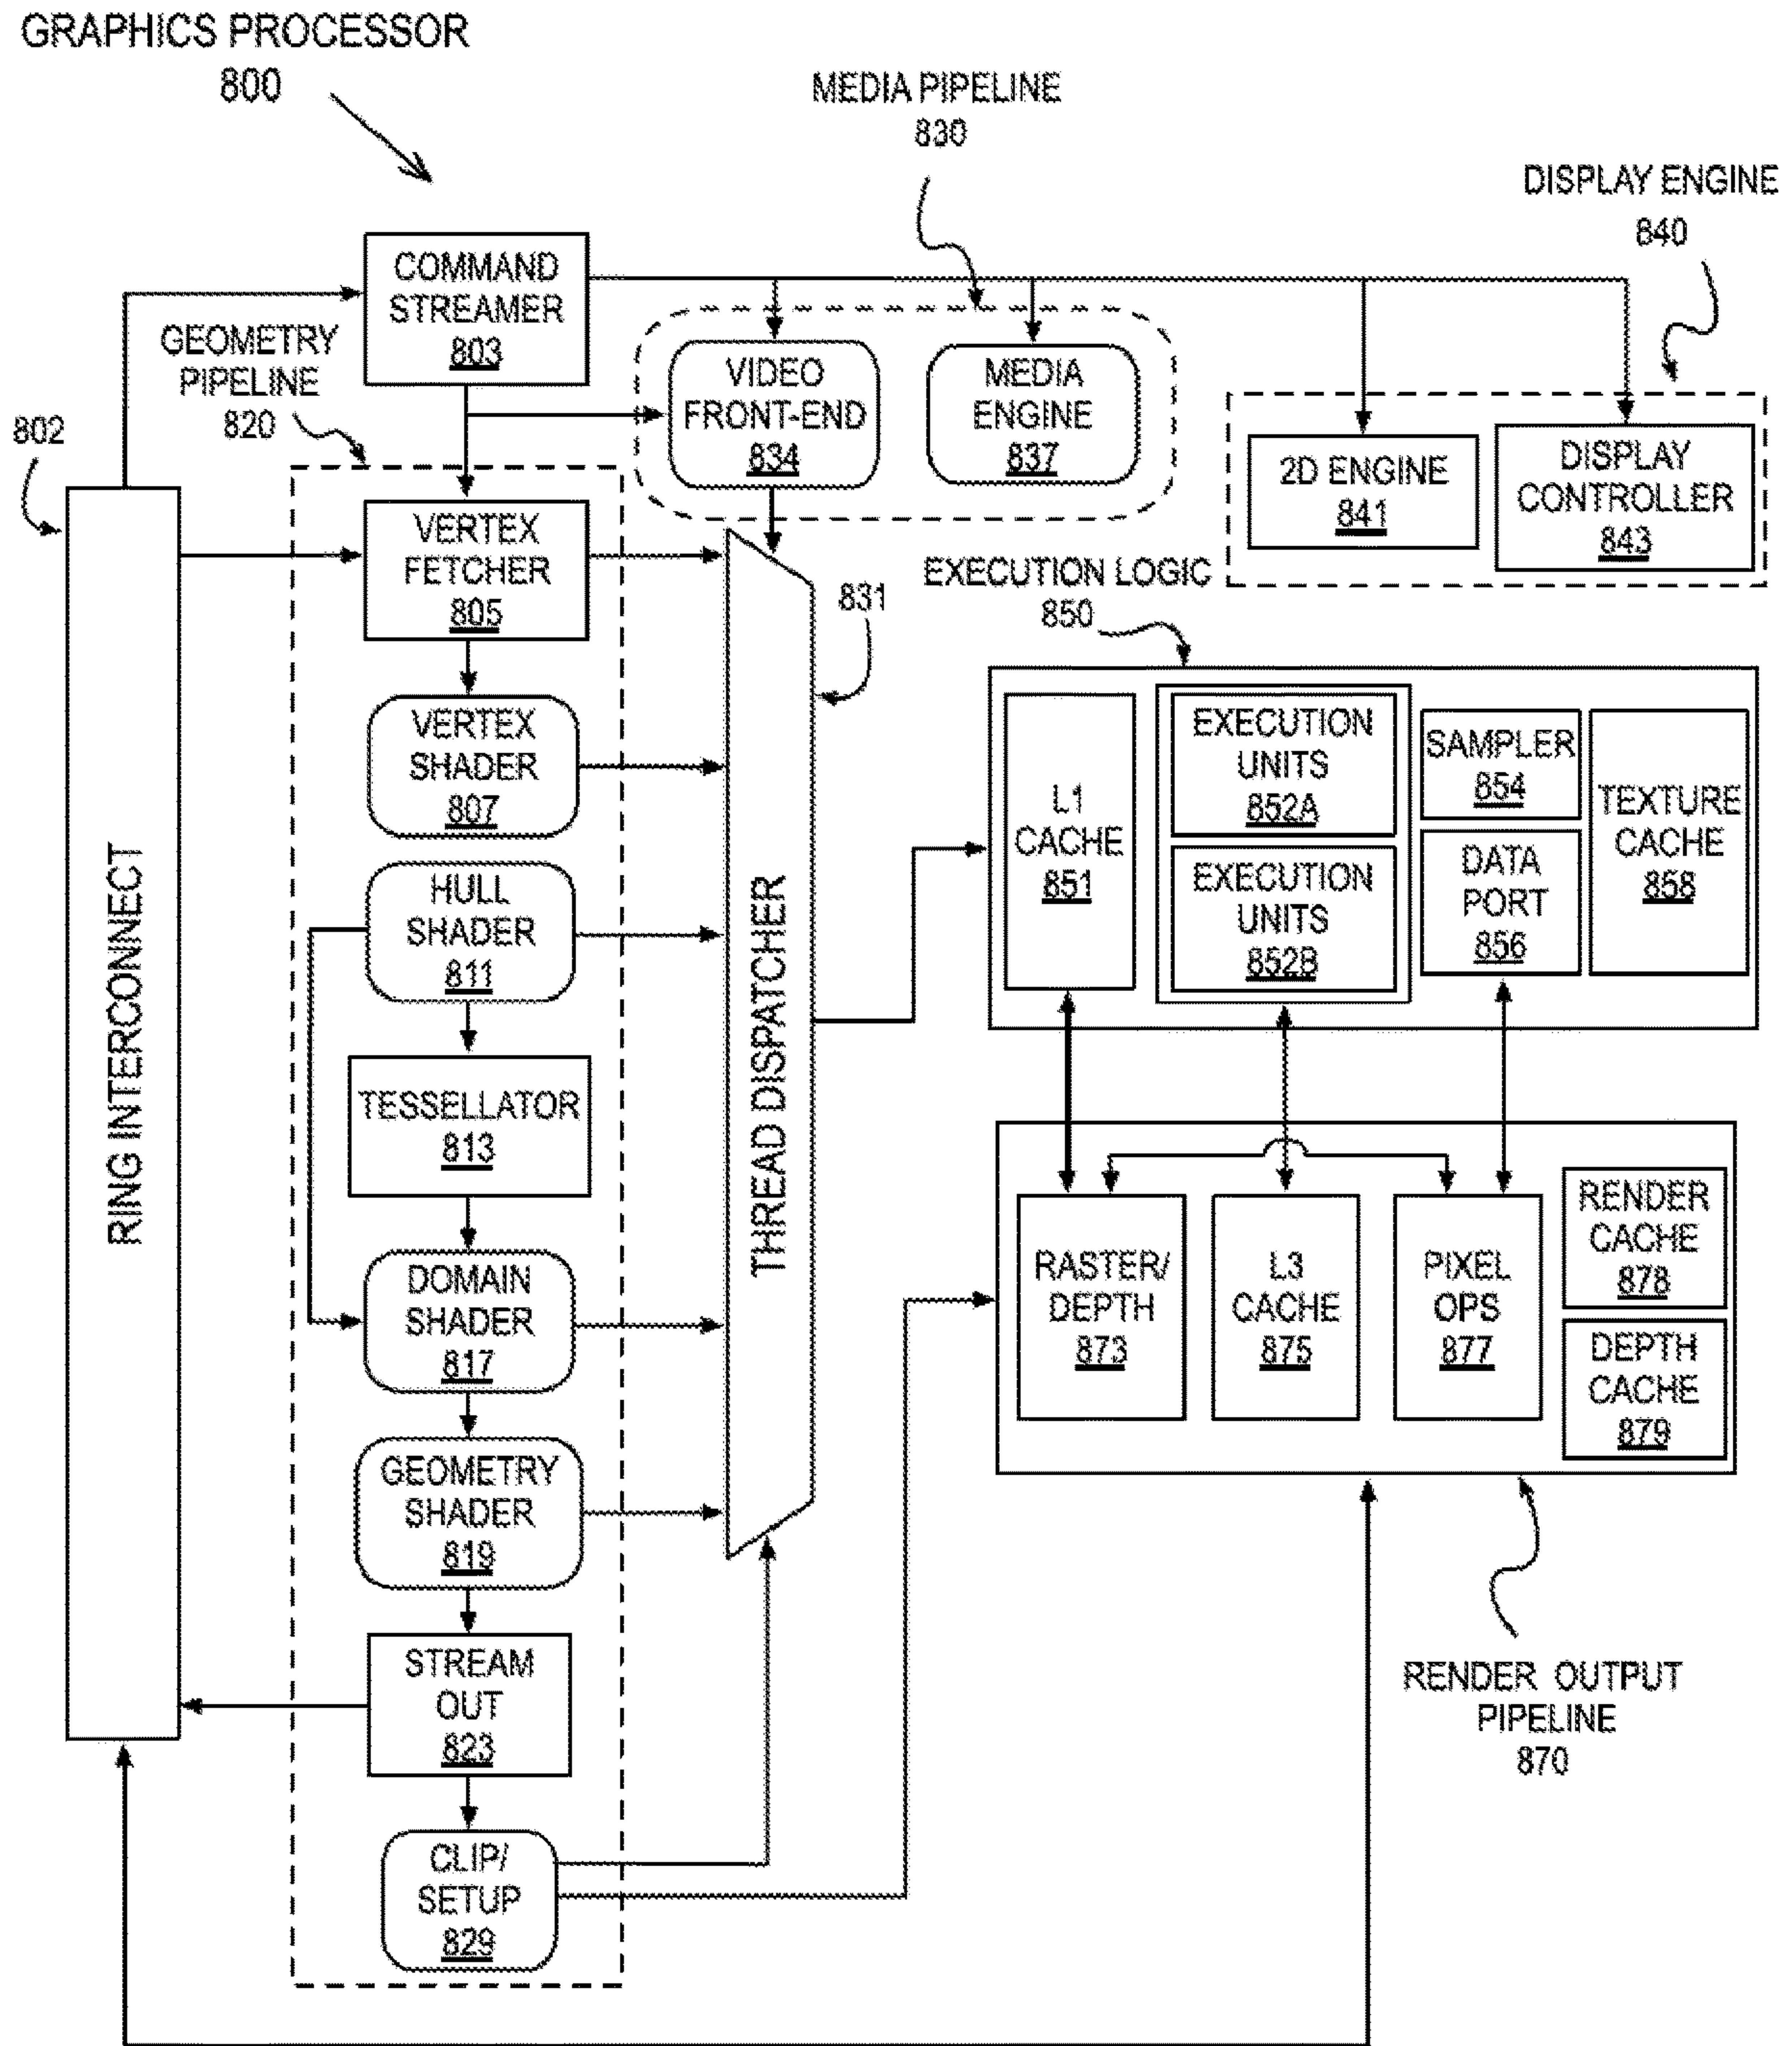 GRAPHICS PROCESSOR
800
MEDIA PIPELINE
830
DISPLAY ENGINE
840
COMMAND
STREAMER
803
GEOMETRY
PIPELINE
820
802
VIDEO
FRONT-END
834
MEDIA
ENGINE
837
2D ENGINE
841
DISPLAY
CONTROLLER
843
VERTEX
FETCHER
805
EXECUTION LOGIC
850
831
VERTEX
SHADER
807
L1
CACHE
851
EXECUTION
UNITS
852A
EXECUTION
UNITS
852B
SAMPLER
854
DATA
PORT
856
TEXTURE
CACHE
858
RING INTERCONNECT
HULL
SHADER
811
THREAD DISPATCHER
TESSELLATOR
813
DOMAIN
SHADER
817
RASTER/
DEPTH
873
L3
CACHE
875
PIXEL
OPS
877
RENDER
CACHE
878
DEPTH
CACHE
879
GEOMETRY
SHADER
819
STREAM
OUT
823
RENDER OUTPUT
PIPELINE
870
CLIP/
SETUP
829